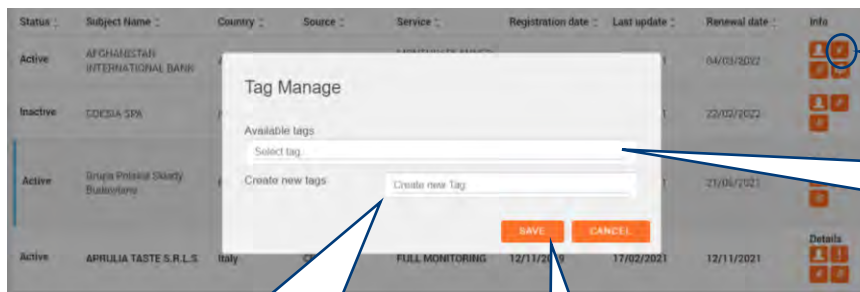 Status Subject Name Country Source Service Registration date Last update Renewal date Info
Active AFGHANISTAN INTERNATIONAL BANK 04/03/2022
Inactive COESIA SPA 22/02/2022
Active Grupa Polskie Składy Budowlane 21/06/2021
Tag Manage
Available tags
Select tag
Create new tags Create new Tag
SAVE CANCEL
Details
Active APRULIA TASTE S.R.L.S. Italy FULL MONITORING 17/02/2021 12/11/2021